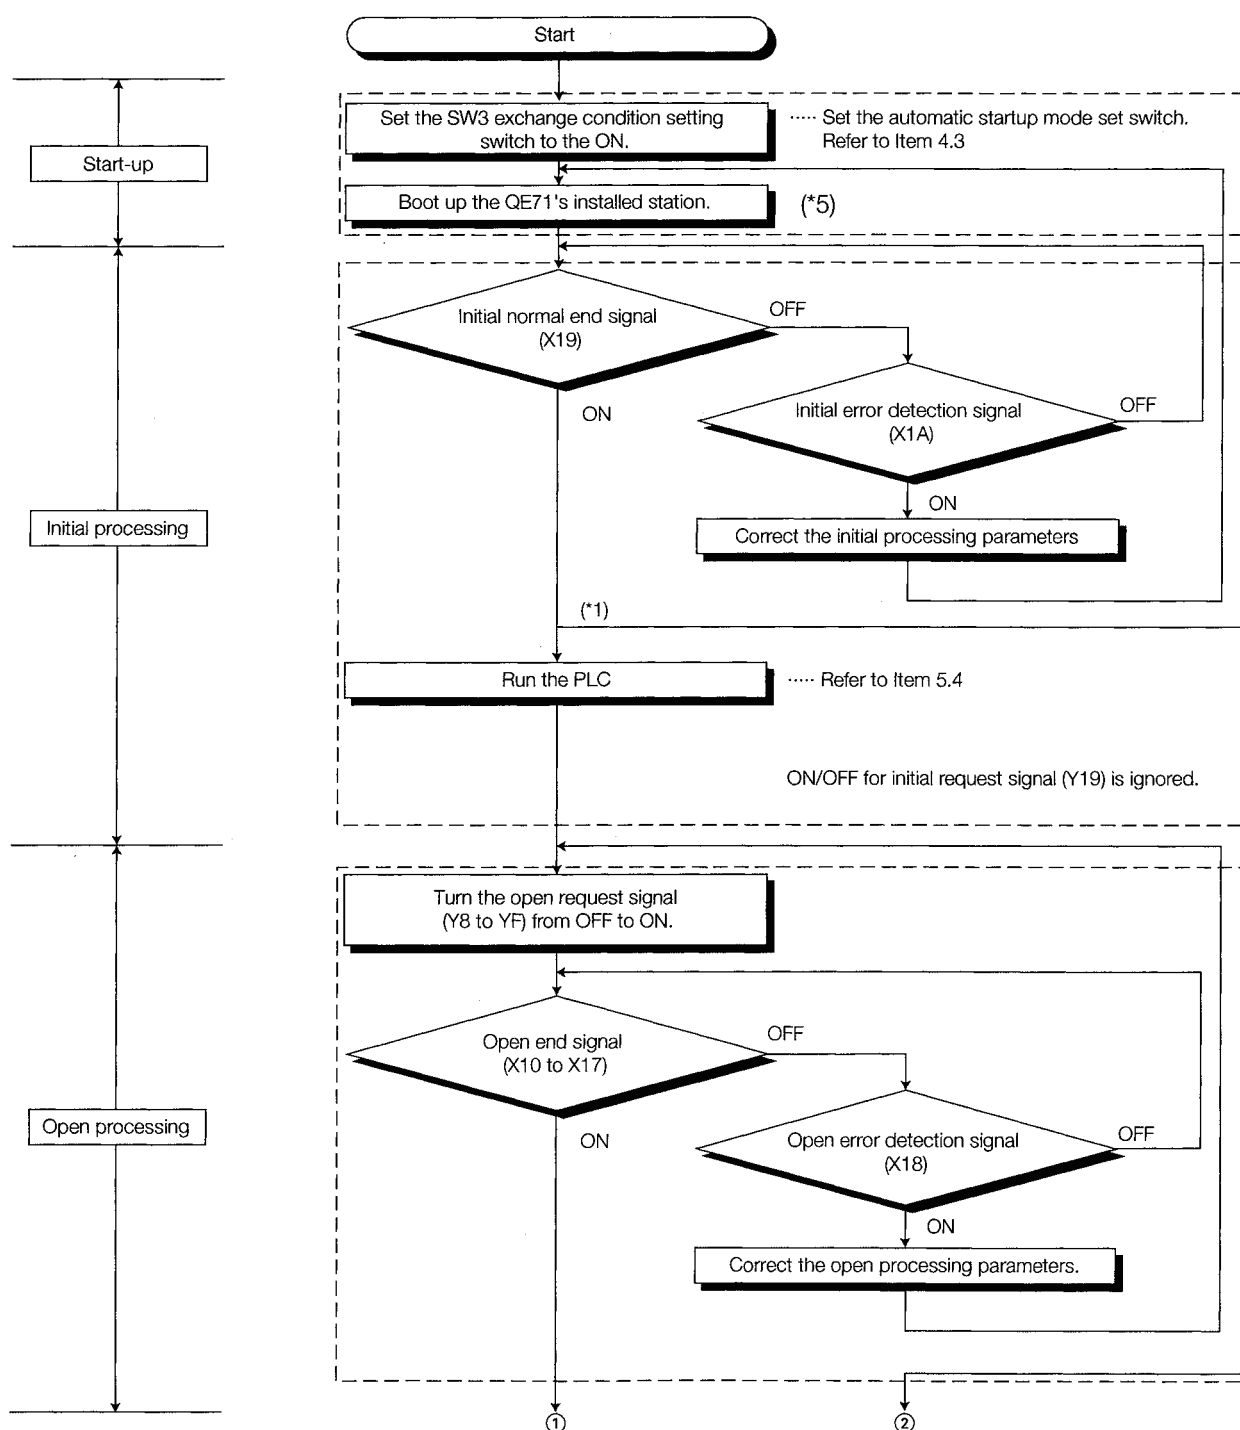 Start
Set the SW3 exchange condition setting
switch to the ON.
····· Set the automatic startup mode set switch.
Refer to Item 4.3
Start-up
Boot up the QE71's installed station.
(*5)
Initial normal end signal
(X19)
OFF
ON
Initial error detection signal
(X1A)
OFF
ON
Initial processing
Correct the initial processing parameters
(*1)
Run the PLC
····· Refer to Item 5.4
ON/OFF for initial request signal (Y19) is ignored.
Turn the open request signal
(Y8 to YF) from OFF to ON.
Open end signal
(X10 to X17)
OFF
ON
Open processing
Open error detection signal
(X18)
OFF
ON
Correct the open processing parameters.
①
②